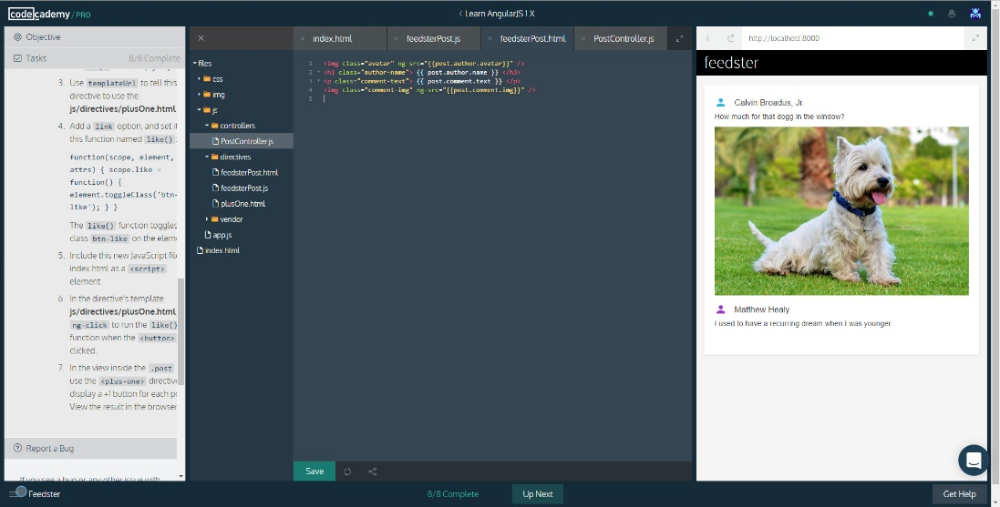 codecademy / PRO
Learn AngularJS 1.X
Objective
Tasks
8/8 Complete
3. Use templateUrl to tell this
directive to use the
js/directives/plusOne.html
4. Add a link option, and set it
this function named like()
function(scope, element,
attrs) { scope.like =
function() {
element.toggleClass('btn-
like'); } }
The like() function toggles
class btn-like on the eleme
5. Include this new JavaScript file
index.html as a <script>
element.
6. In the directive's template
js/directives/plusOne.html
ng-click to run the like()
function when the <button>
clicked.
7. In the view inside the .post
use the <plus-one> directive
display a +1 button for each p
View the result in the browser
Report a Bug
If you see a bug or any other issue with
files
css
img
js
controllers
PostController.js
directives
feedsterPost.html
feedsterPost.js
plusOne.html
vendor
app.js
index.html
index.html
feedsterPost.js
feedsterPost.html
PostController.js
1 <img class="avatar" ng-src="{{post.author.avatar}}" />
2 <h3 class="author-name"> {{ post.author.name }} </h3>
3 <p class="comment-text"> {{ post.comment.text }} </p>
4 <img class="comment-img" ng-src="{{post.comment.img}}" />
5
Save
http://localhost:8000
feedster
Calvin Broadus, Jr.
How much for that dogg in the window?
Matthew Healy
I used to have a recurring dream when I was younger.
Feedster
8/8 Complete
Up Next
Get Help